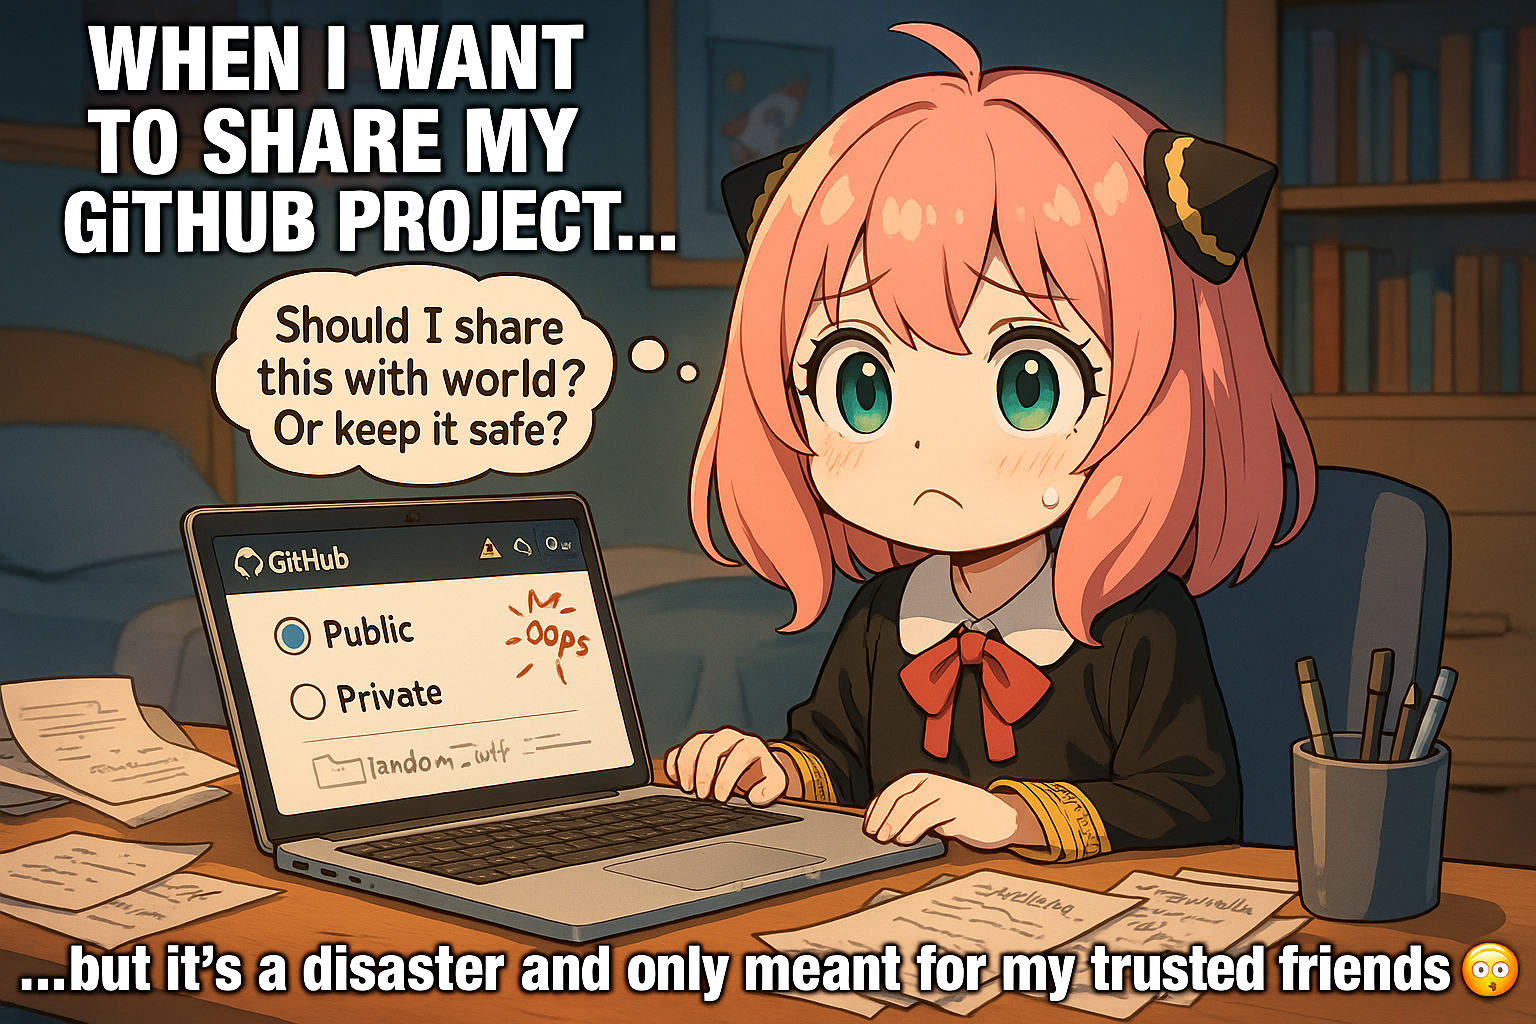 WHEN I WANT
TO SHARE MY
GiTHUB PROJECT...
Should I share
this with world?
Or keep it safe?
GitHub
Public
Oops
Private
...but it's a disaster and only meant for my trusted friends 😳